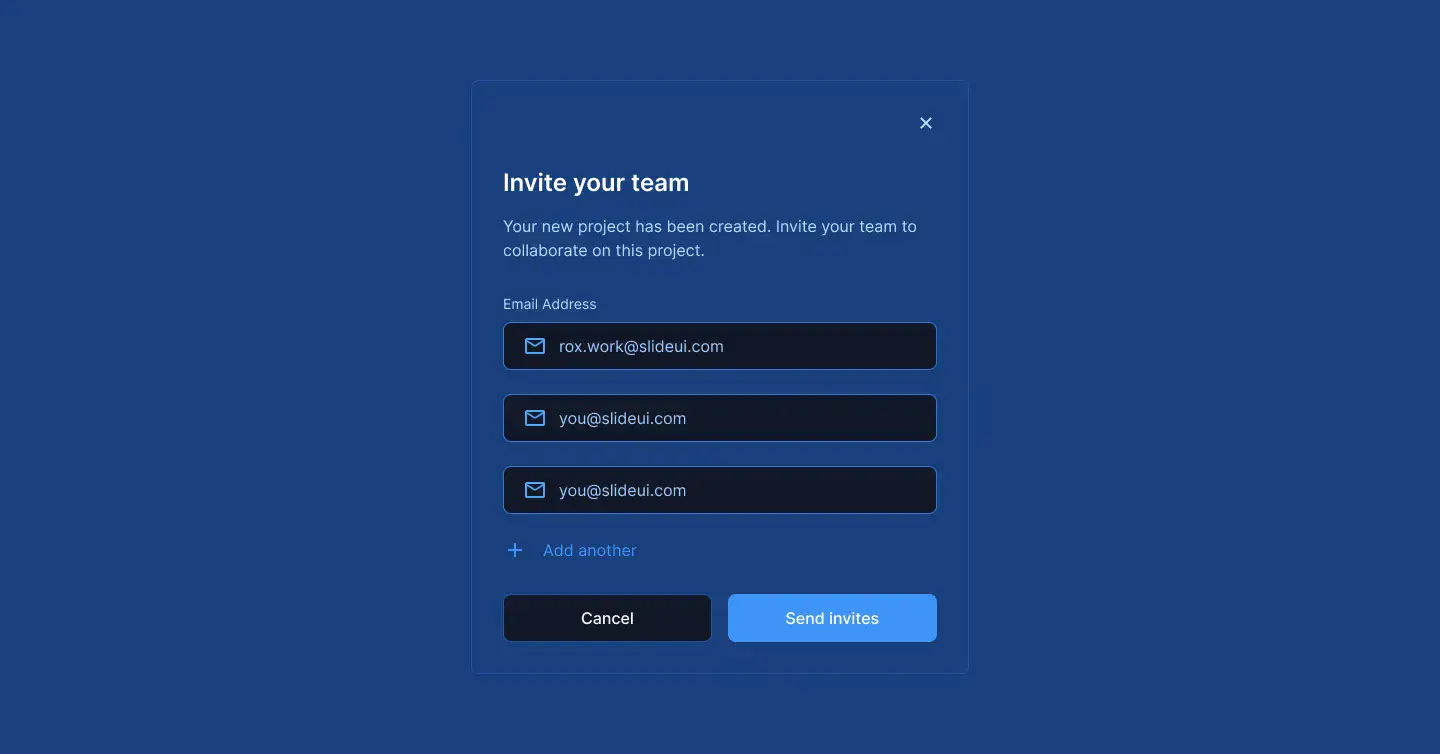 Invite your team
Your new project has been created. Invite your team to
collaborate on this project.
Email Address
rox.work@slideui.com
you@slideui.com
you@slideui.com
Add another
Cancel
Send invites